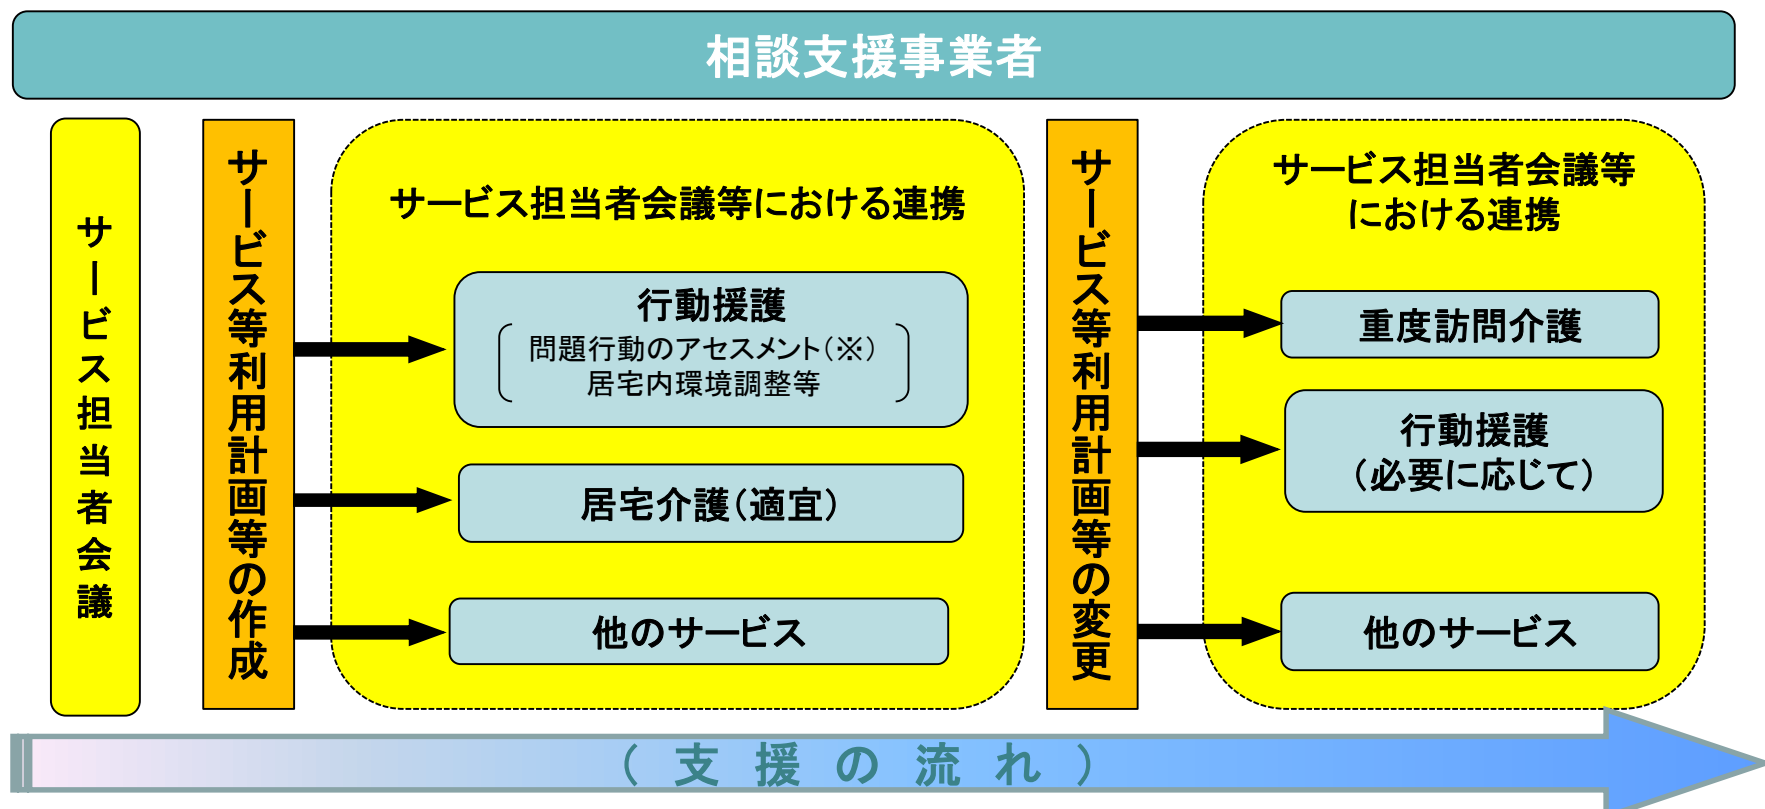 相談支援事業者
サービス担当者会議
サービス等利用計画等の作成
サービス担当者会議等における連携
行動援護
問題行動のアセスメント(※)
居宅内環境調整等
居宅介護(適宜)
他のサービス
サービス等利用計画等の変更
サービス担当者会議等
における連携
重度訪問介護
行動援護
(必要に応じて)
他のサービス
(支援の流れ)